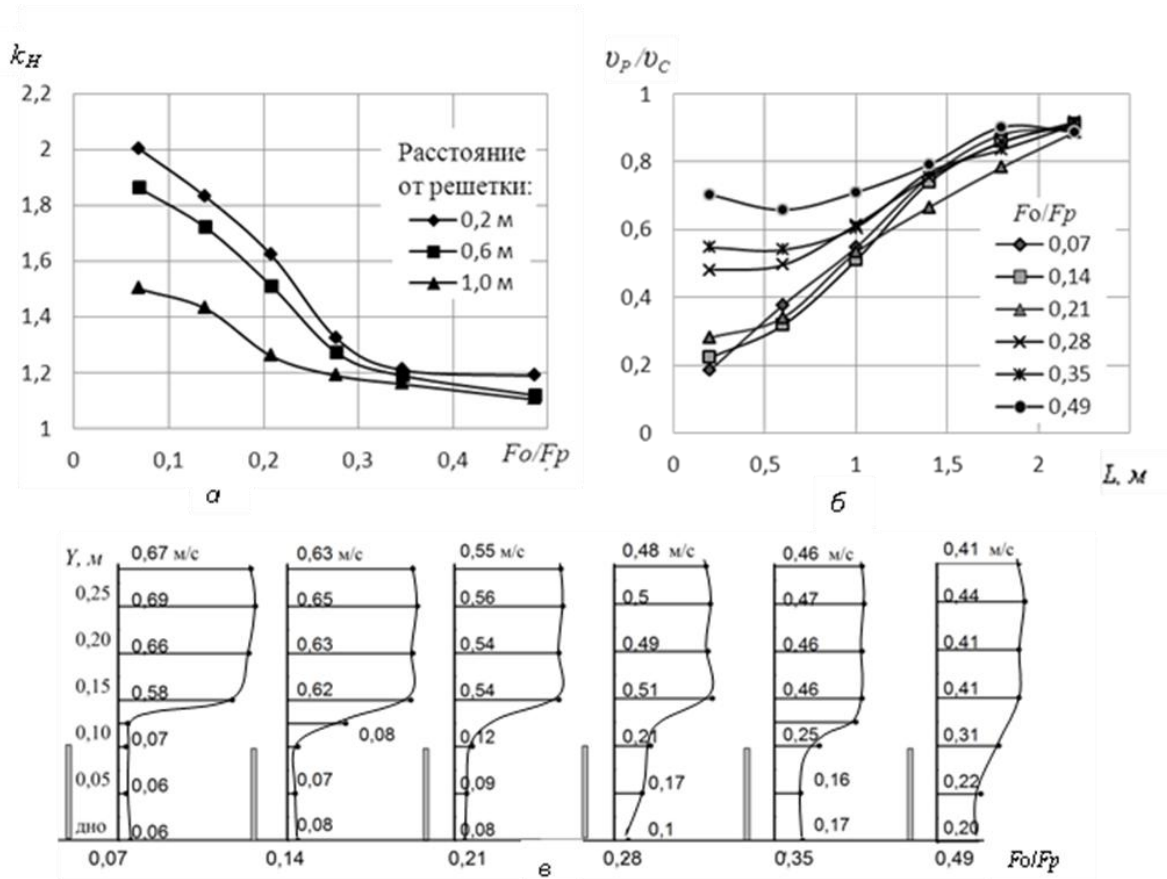 kH
2,2
2
1,8
1,6
1,4
1,2
1
0 0,1 0,2 0,3 0,4 Fo/Fp
Расстояние
от решетки:
0,2 м
0,6 м
1,0 м
а
υP /υC
1
0,8
0,6
0,4
0,2
0
0 0,5 1 1,5 2 L, м
Fo/Fp
0,07
0,14
0,21
0,28
0,35
0,49
б
Y, м
0,25
0,20
0,15
0,10
0,05
дно
0,67 м/с
0,69
0,66
0,58
0,07
0,06
0,06
0,63 м/с
0,65
0,63
0,62
0,08
0,07
0,08
0,55 м/с
0,56
0,54
0,54
0,12
0,09
0,08
0,48 м/с
0,5
0,49
0,51
0,21
0,17
0,1
0,46 м/с
0,47
0,46
0,46
0,25
0,16
0,17
0,41 м/с
0,44
0,41
0,41
0,31
0,22
0,20
0,07 0,14 0,21 0,28 0,35 0,49 Fo/Fp
в